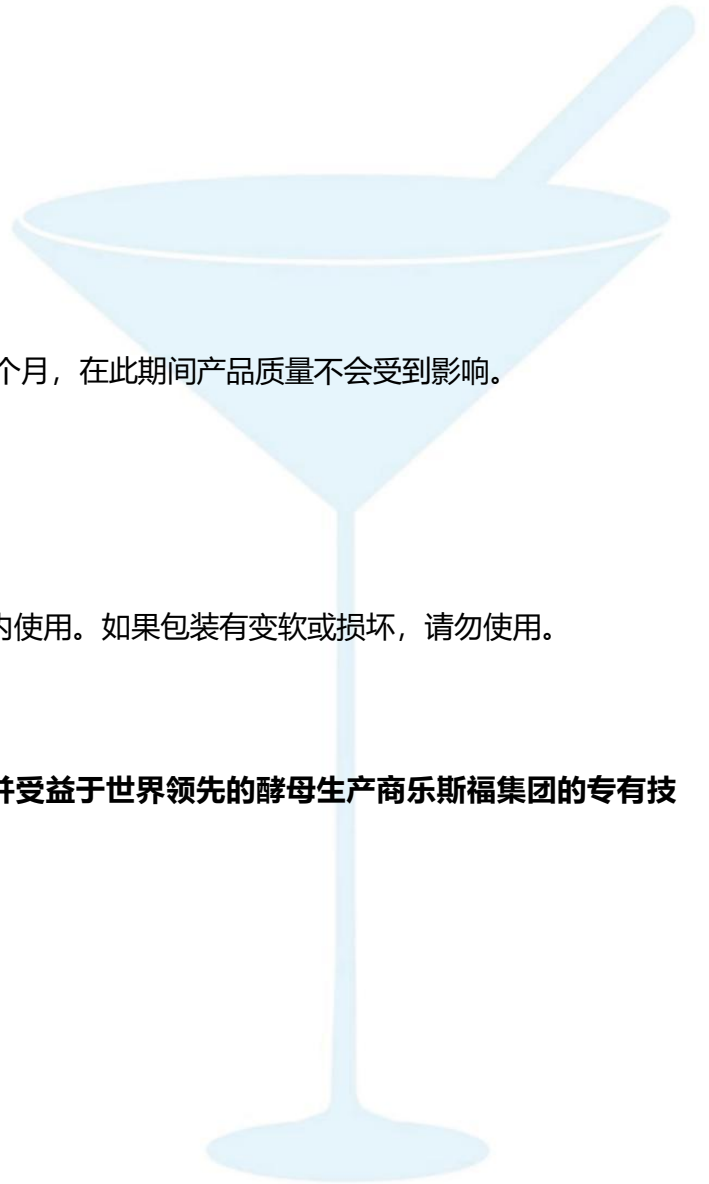 个月，在此期间产品质量不会受到影响。
内使用。如果包装有变软或损坏，请勿使用。
并受益于世界领先的酵母生产商乐斯福集团的专有技